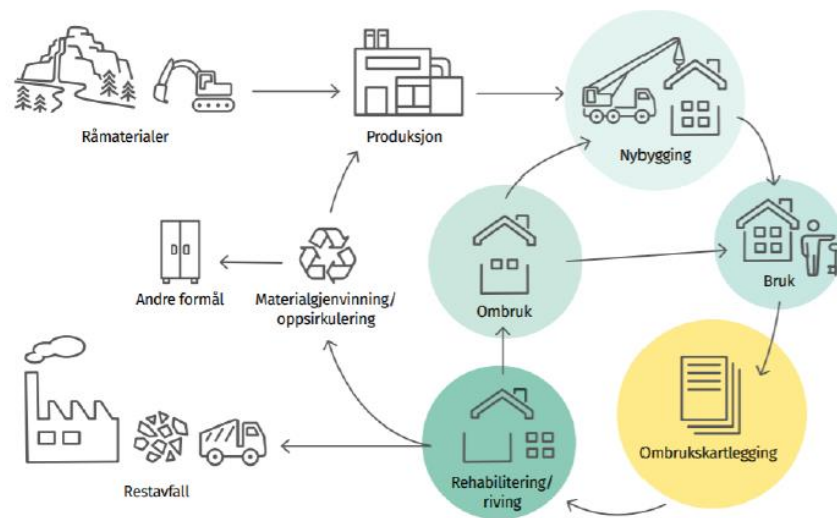 Råmaterialer
Produksjon
Nybygging
Andre formål
Materialgjenvinning/
oppsirkulering
Ombruk
Bruk
Restavfall
Rehabilitering/
riving
Ombrukskartlegging